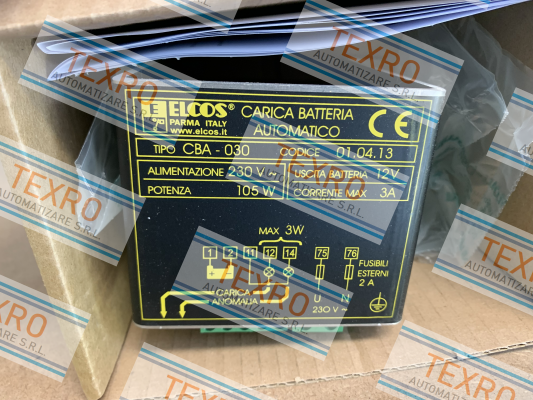 ELCOS®
PARMA ITALY
www.elcos.it
CARICA BATTERIA
AUTOMATICO
CE
TIPO CBA - 030 CODICE 01.04.13
ALIMENTAZIONE 230 V ~ USCITA BATTERIA 12V
POTENZA 105 W CORRENTE MAX 3A
MAX 3W
1 2 11 12 14 75 76
FUSIBILI
ESTERNI
2 A
CARICA
ANOMALIA
U N
230V ~
TEXRO
AUTOMATIZARE S.R.L.